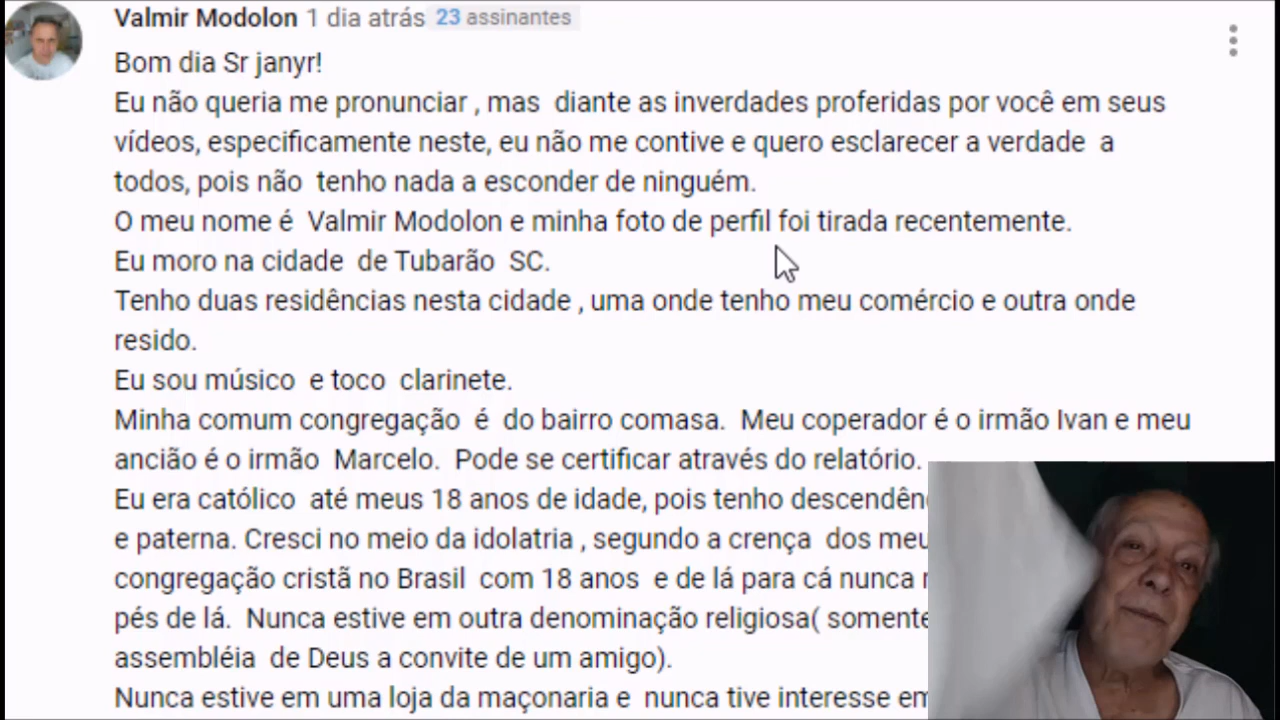 Valmir Modolon 1 dia atrás 23 assinantes
Bom dia Sr janyr!
Eu não queria me pronunciar , mas  diante as inverdades proferidas por você em seus
vídeos, especificamente neste, eu não me contive e quero esclarecer a verdade  a
todos, pois não  tenho nada a esconder de ninguém.
O meu nome é  Valmir Modolon e minha foto de perfil foi tirada recentemente.
Eu moro na cidade  de Tubarão  SC.
Tenho duas residências nesta cidade , uma onde tenho meu comércio e outra onde
resido.
Eu sou músico  e toco  clarinete.
Minha comum congregação  é  do bairro comasa.  Meu coperador é o irmão Ivan e meu
ancião é o irmão  Marcelo.  Pode se certificar através do relatório.
Eu era católico  até meus 18 anos de idade, pois tenho
e paterna. Cresci no meio da idolatria , segundo a crença  dos
congregação cristã no Brasil  com 18 anos  e de lá para cá nunca
pés de lá.  Nunca estive em outra denominação religiosa( somente
assembléia  de Deus a convite de um amigo).
Nunca estive em uma loja da maçonaria e  nunca tive interesse em